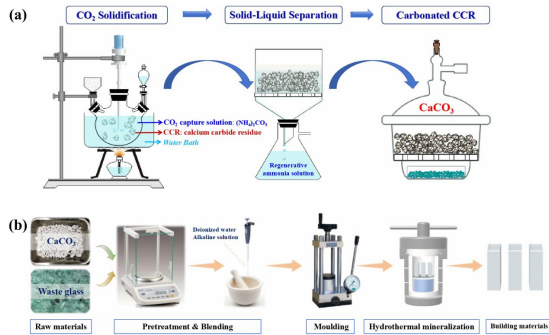 (a)
CO2 Solidification
Solid-Liquid Separation
Carbonated CCR
CO2 capture solution: (NH4)2CO3
CCR: calcium carbide residue
Water Bath
Regenerative
ammonia solution
CaCO3
(b)
CaCO3
Waste glass
Deionized water
Alkaline solution
Raw materials
Pretreatment & Blending
Moulding
Hydrothermal mineralization
Building materials